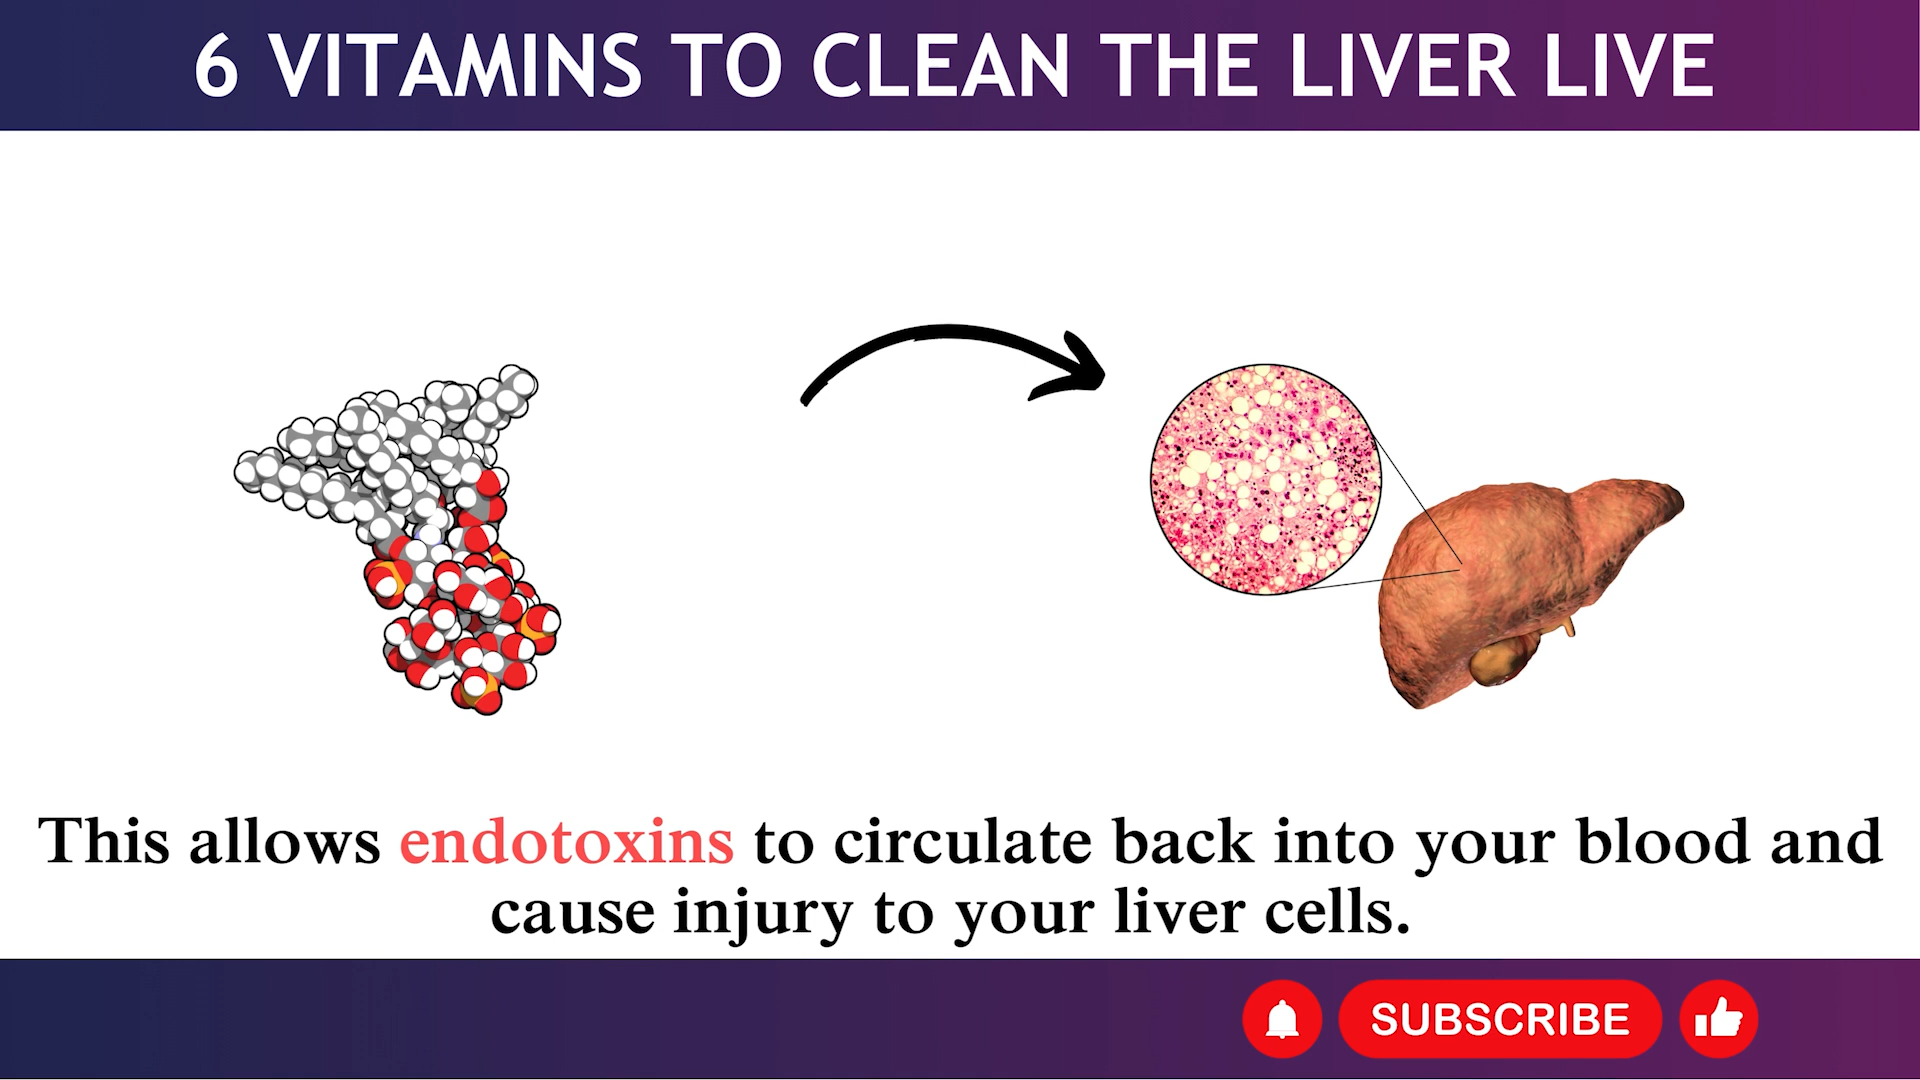 6 VITAMINS TO CLEAN THE LIVER LIVE
This allows endotoxins to circulate back into your blood and
cause injury to your liver cells.
SUBSCRIBE